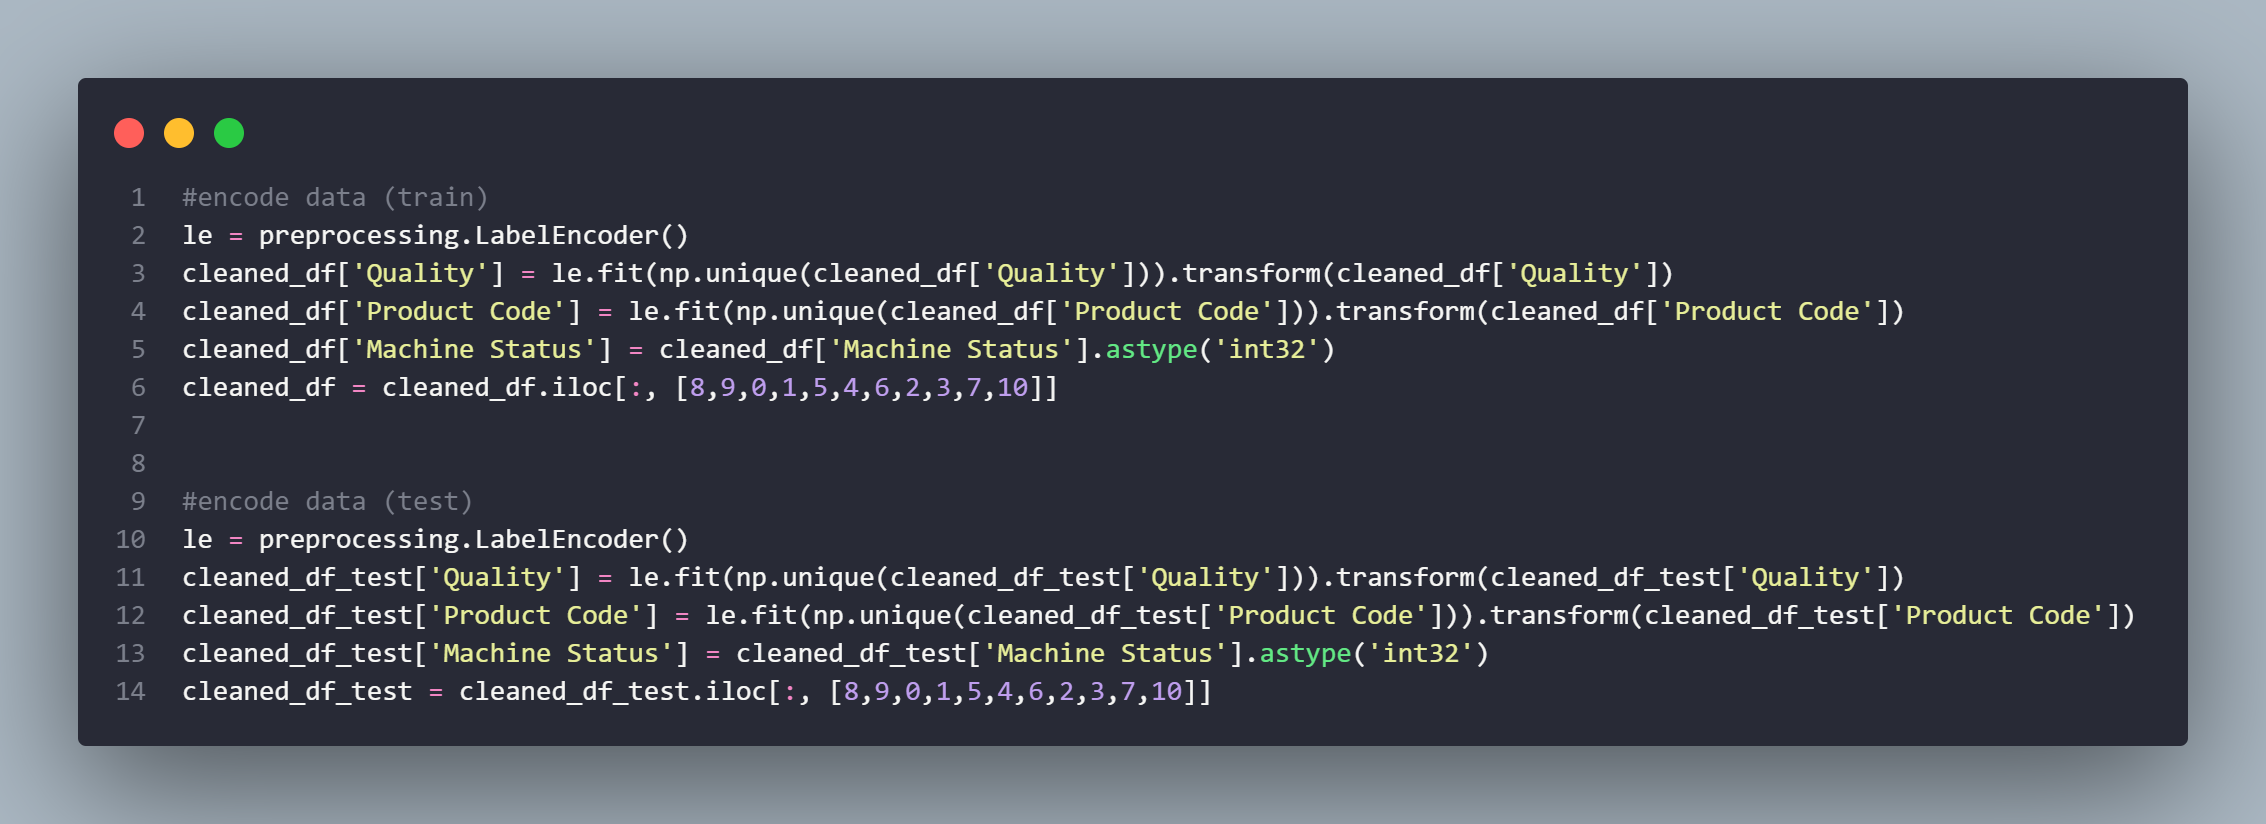 1 #encode data (train)
2 le = preprocessing.LabelEncoder()
3 cleaned_df['Quality'] = le.fit(np.unique(cleaned_df['Quality'])).transform(cleaned_df['Quality'])
4 cleaned_df['Product Code'] = le.fit(np.unique(cleaned_df['Product Code'])).transform(cleaned_df['Product Code'])
5 cleaned_df['Machine Status'] = cleaned_df['Machine Status'].astype('int32')
6 cleaned_df = cleaned_df.iloc[:, [8,9,0,1,5,4,6,2,3,7,10]]
7
8
9 #encode data (test)
10 le = preprocessing.LabelEncoder()
11 cleaned_df_test['Quality'] = le.fit(np.unique(cleaned_df_test['Quality'])).transform(cleaned_df_test['Quality'])
12 cleaned_df_test['Product Code'] = le.fit(np.unique(cleaned_df_test['Product Code'])).transform(cleaned_df_test['Product Code'])
13 cleaned_df_test['Machine Status'] = cleaned_df_test['Machine Status'].astype('int32')
14 cleaned_df_test = cleaned_df_test.iloc[:, [8,9,0,1,5,4,6,2,3,7,10]]